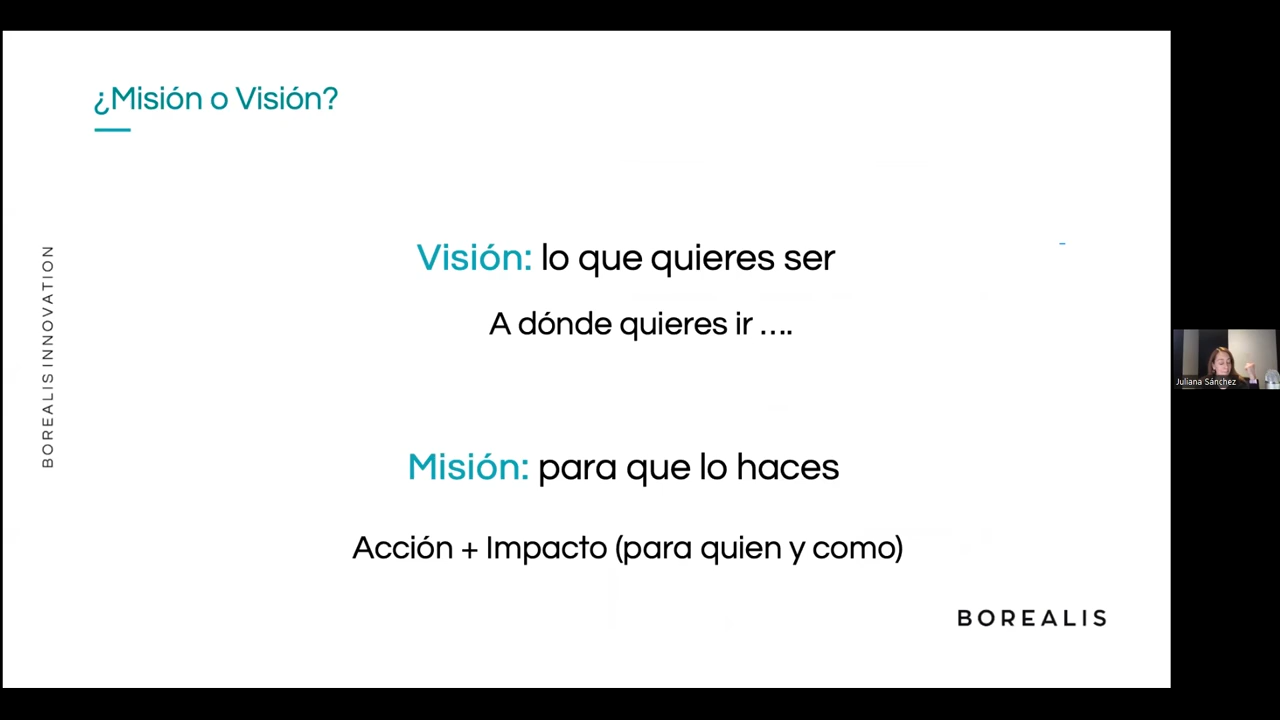 ¿Misión o Visión?
BOREALIS INNOVATION
Visión: lo que quieres ser
A dónde quieres ir ....
Misión: para que lo haces
Acción + Impacto (para quien y como)
BOREALIS
Juliana Sánchez